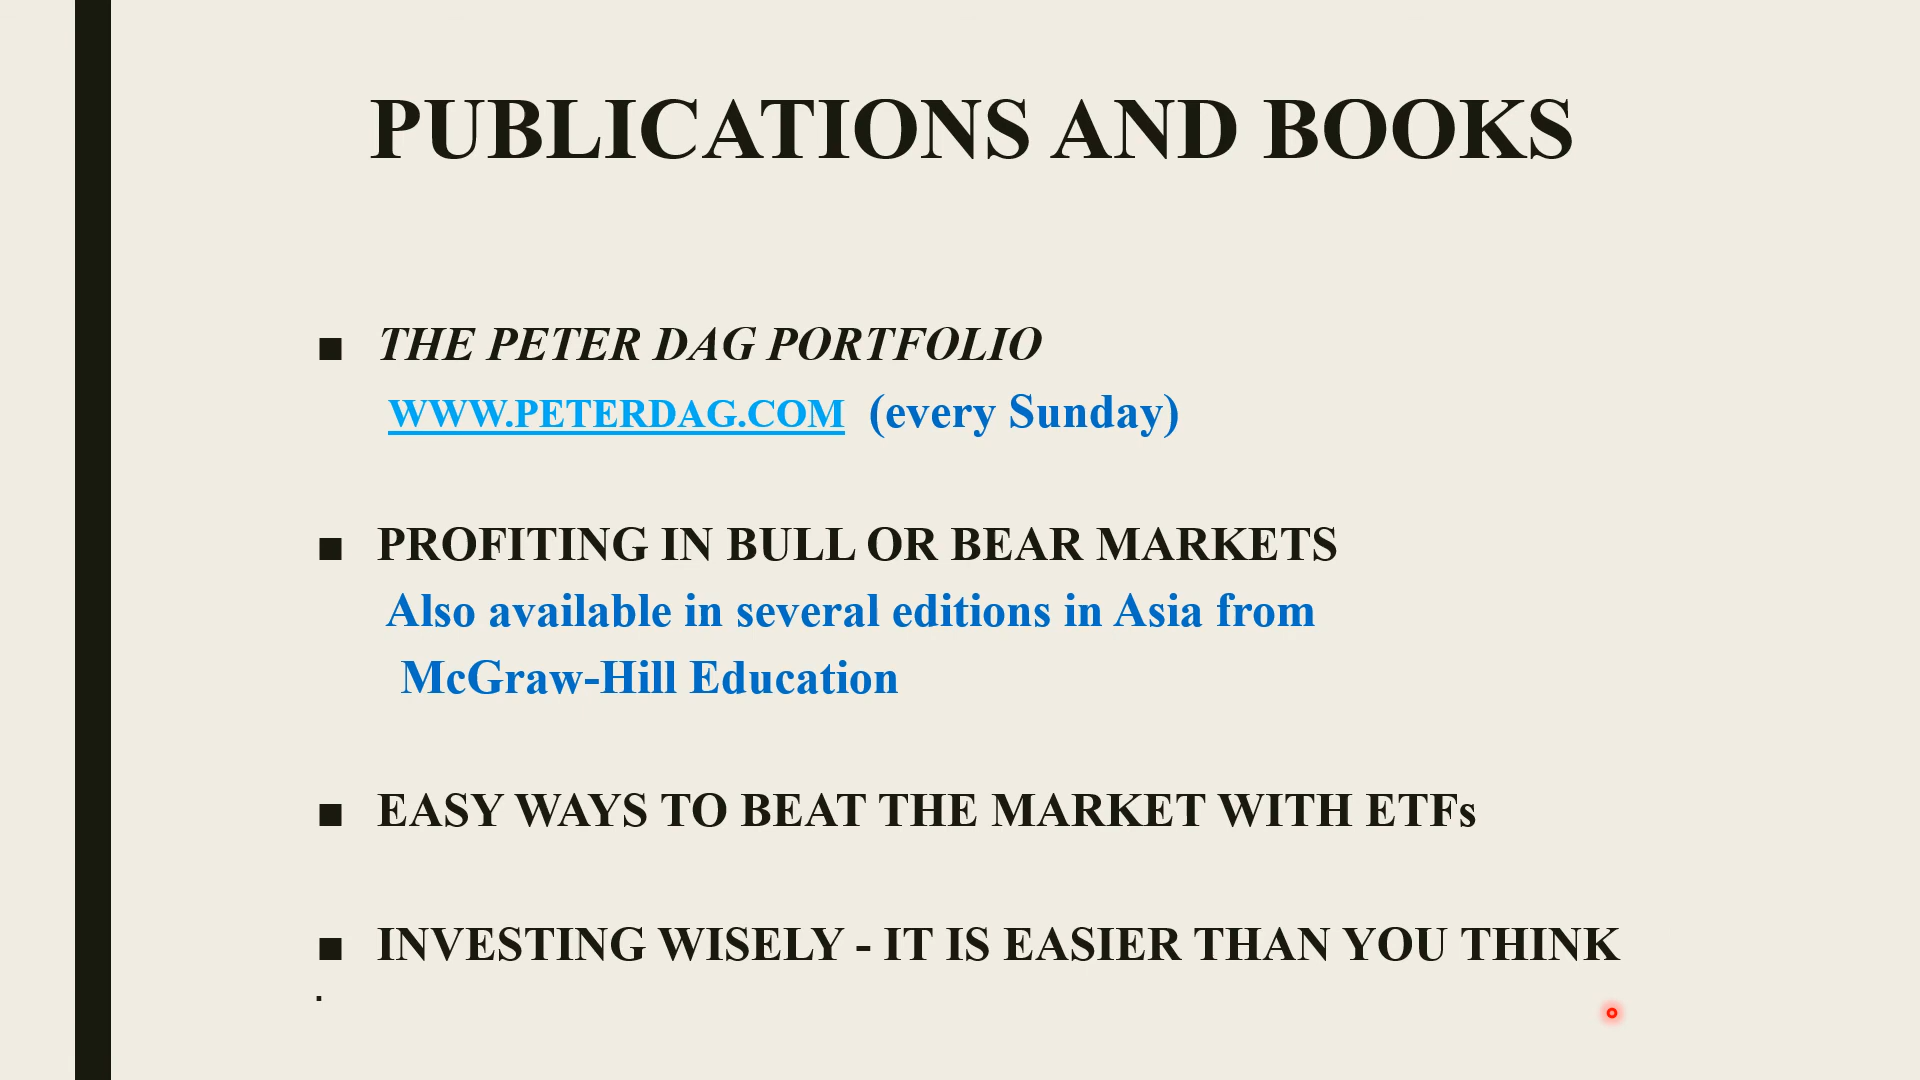 PUBLICATIONS AND BOOKS
■ THE PETER DAG PORTFOLIO
WWW.PETERDAG.COM (every Sunday)
■ PROFITING IN BULL OR BEAR MARKETS
Also available in several editions in Asia from
McGraw-Hill Education
■ EASY WAYS TO BEAT THE MARKET WITH ETFs
■ INVESTING WISELY - IT IS EASIER THAN YOU THINK
.